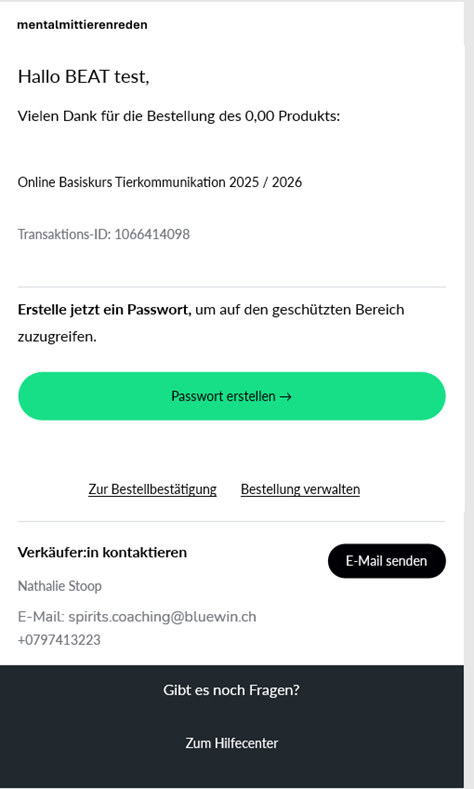 mentalmittierenreden
Hallo BEAT test,
Vielen Dank für die Bestellung des 0,00 Produkts:
Online Basiskurs Tierkommunikation 2025 / 2026
Transaktions-ID: 1066414098
Erstelle jetzt ein Passwort, um auf den geschützten Bereich
zuzugreifen.
Passwort erstellen →
Zur Bestellbestätigung Bestellung verwalten
Verkäufer:in kontaktieren
E-Mail senden
Nathalie Stoop
E-Mail: spirits.coaching@bluewin.ch
+0797413223
Gibt es noch Fragen?
Zum Hilfecenter